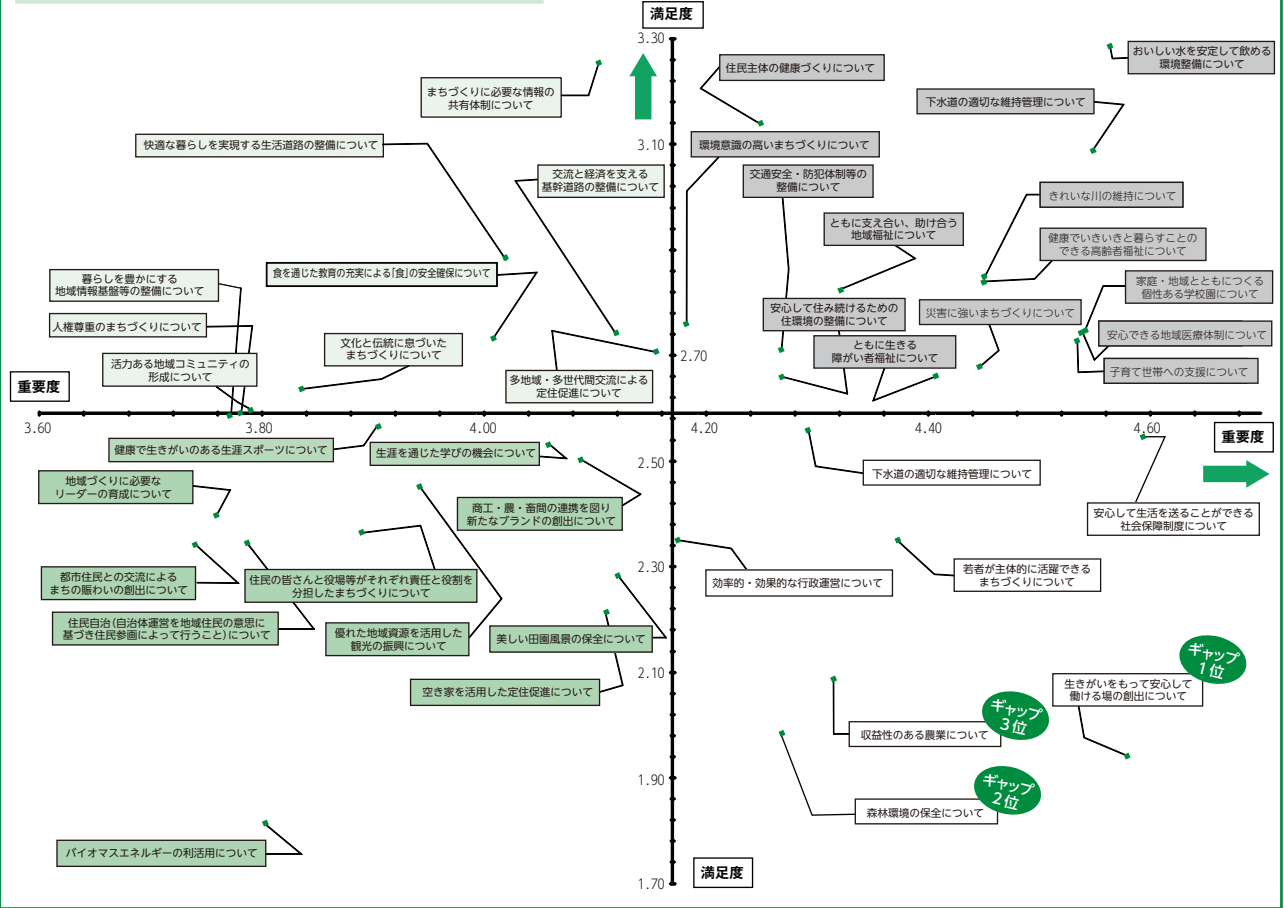 満足度
3.30
おいしい水を安定して飲める
環境整備について
住民主体の健康づくりについて
まちづくりに必要な情報の
共有体制について
下水道の適切な維持管理について
快適な暮らしを実現する生活道路の整備について
3.10
環境意識の高いまちづくりについて
交流と経済を支える
基幹道路の整備について
交通安全・防犯体制等の
整備について
きれいな川の維持について
ともに支え合い、助け合う
地域福祉について
健康でいきいきと暮らすことの
できる高齢者福祉について
食を通じた教育の充実による「食」の安全確保について
暮らしを豊かにする
地域情報基盤等の整備について
家庭・地域とともにつくる
個性ある学校園について
安心して住み続けるための
住環境の整備について
災害に強いまちづくりについて
人権尊重のまちづくりについて
安心できる地域医療体制について
文化と伝統に息づいた
まちづくりについて
ともに生きる
障がい者福祉について
2.70
活力ある地域コミュニティの
形成について
子育て世帯への支援について
多地域・多世代間交流による
定住促進について
重要度
3.60
3.80
4.00
4.20
4.40
4.60
重要度
健康で生きがいのある生涯スポーツについて
生涯を通じた学びの機会について
2.50
下水道の適切な維持管理について
地域づくりに必要な
リーダーの育成について
商工・農・畜間の連携を図り
新たなブランドの創出について
安心して生活を送ることができる
社会保障制度について
2.30
都市住民との交流による
まちの賑わいの創出について
住民の皆さんと役場等がそれぞれ責任と役割を
分担したまちづくりについて
効率的・効果的な行政運営について
若者が主体的に活躍できる
まちづくりについて
住民自治(自治体運営を地域住民の意思に
基づき住民参画によって行うこと)について
優れた地域資源を活用した
観光の振興について
美しい田園風景の保全について
2.10
ギャップ
1位
生きがいをもって安心して
働ける場の創出について
空き家を活用した定住促進について
ギャップ
3位
収益性のある農業について
1.90
ギャップ
2位
森林環境の保全について
バイオマスエネルギーの利活用について
1.70
満足度